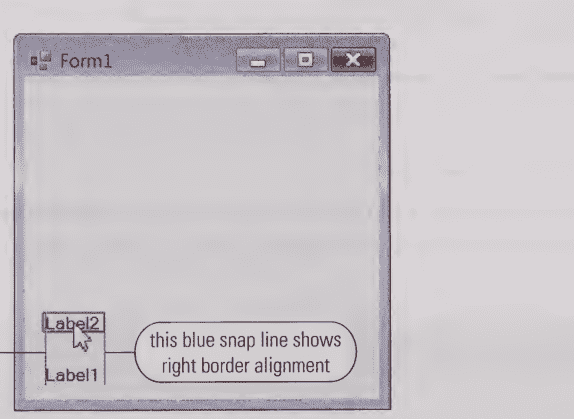 Form1
Label2
this blue snap line shows
right border alignment
Label1